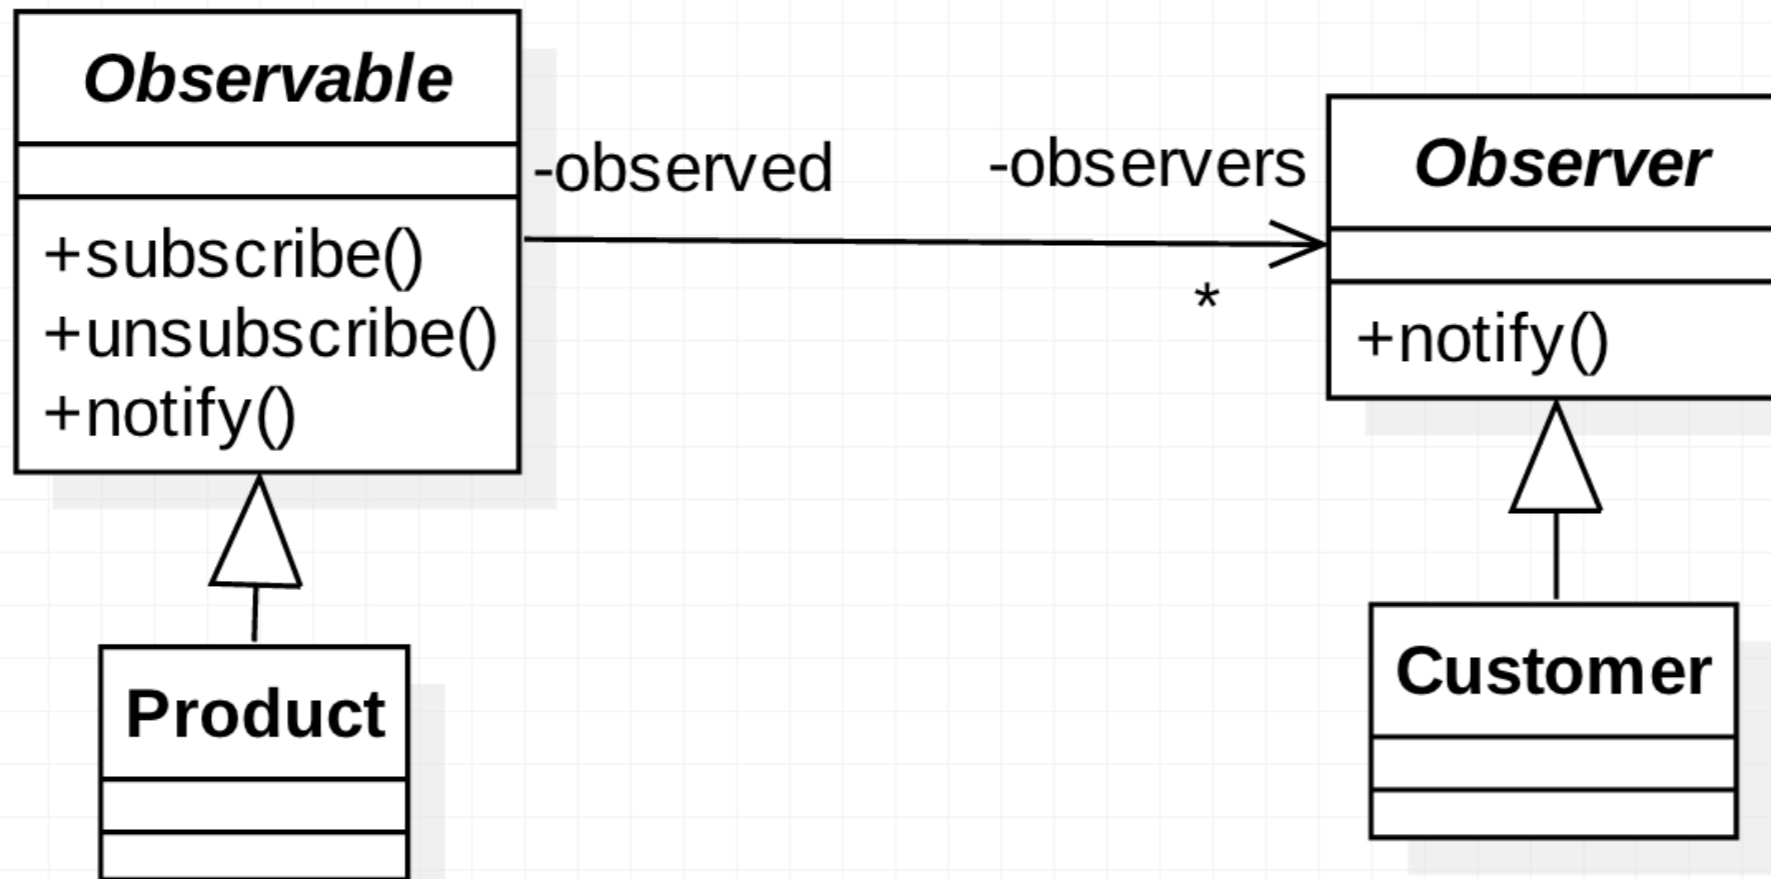 Observable
+subscribe()
+unsubscribe()
+notify()
-observed
-observers
*
Observer
+notify()
Product
Customer